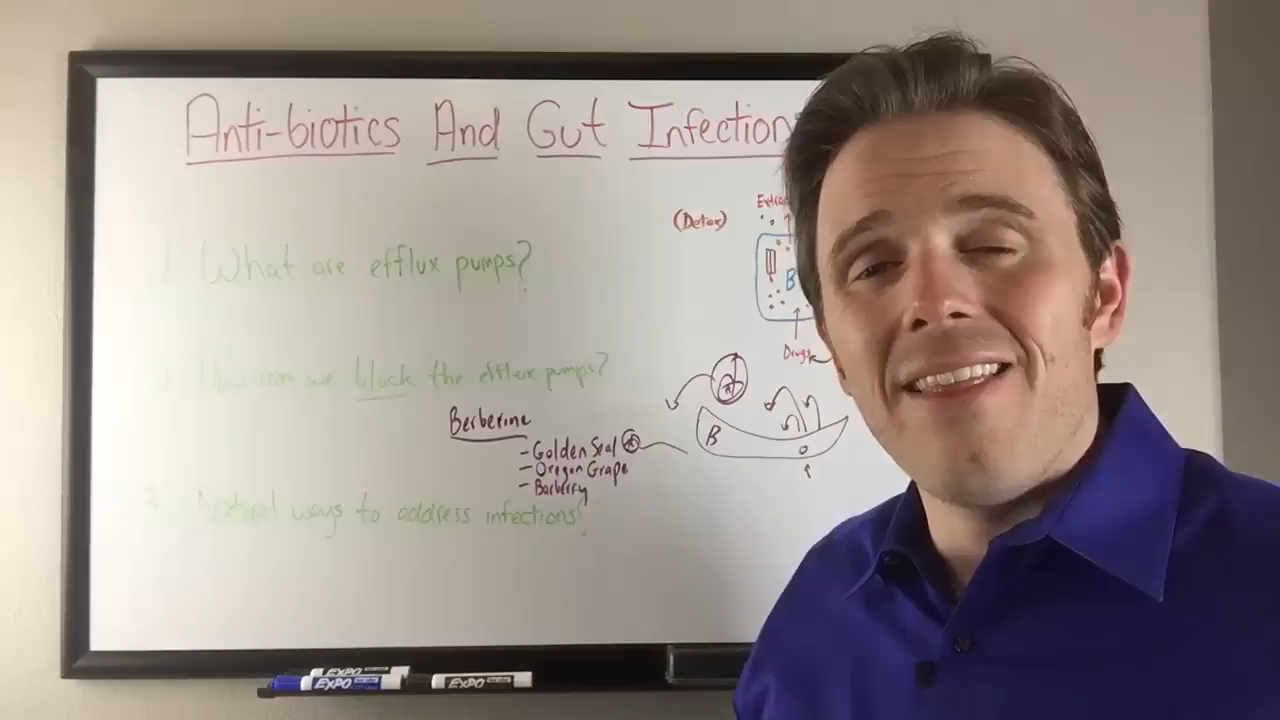 Anti-biotics And Gut Infection
(Detox)
What are efflux pumps?
B
Drugs
How can we block the efflux pumps?
Berberine
- Golden Seal
- Oregon Grape
- Barberry
B
Natural ways to address infections!
EXPO
EXPO
EXPO